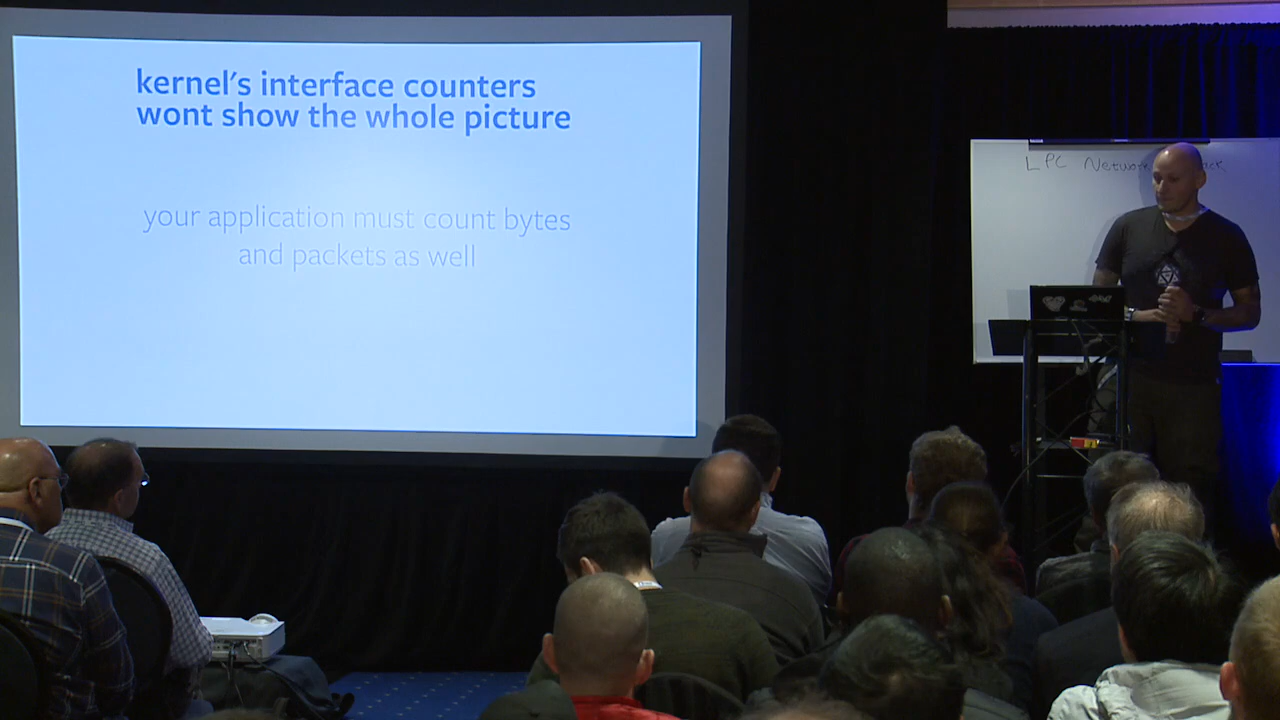 kernel's interface counters
wont show the whole picture
your application must count bytes
and packets as well
LPC